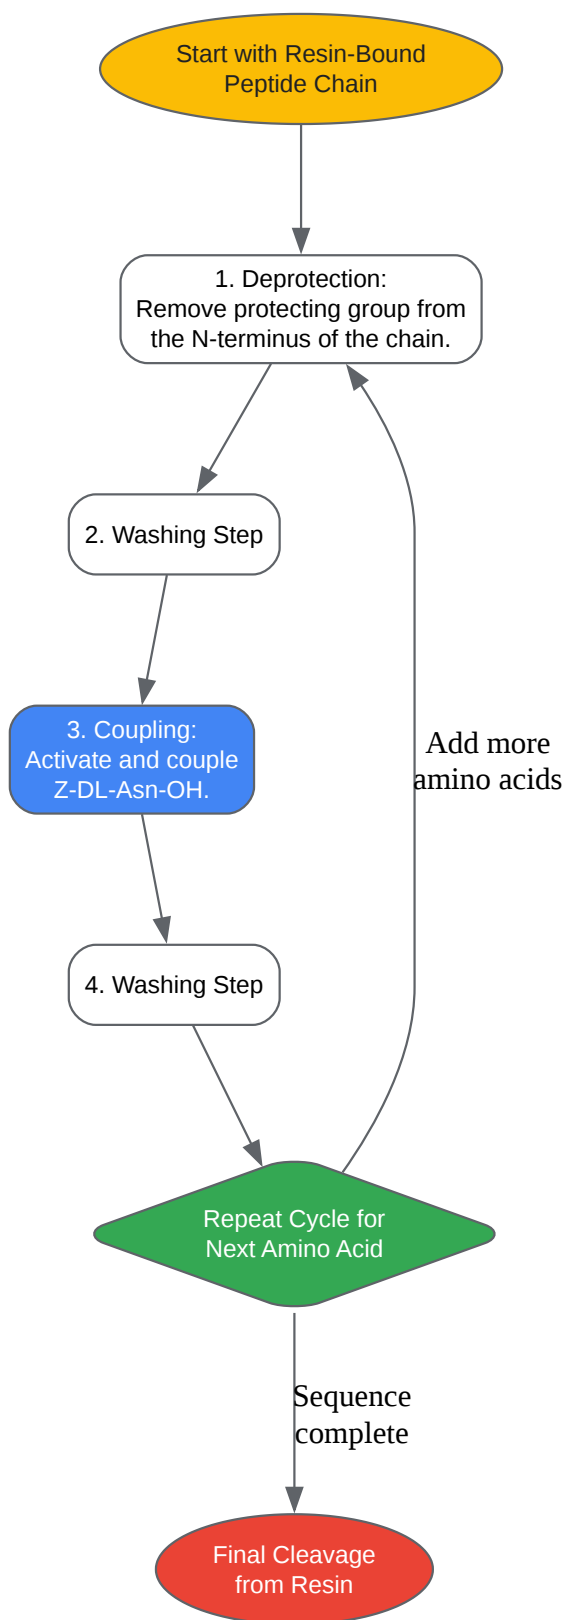 Start with Resin-Bound
Peptide Chain
1. Deprotection:
Remove protecting group from
the N-terminus of the chain.
2. Washing Step
3. Coupling:
Activate and couple
Z-DL-Asn-OH.
Add more
amino acids
4. Washing Step
Repeat Cycle for
Next Amino Acid
Sequence
complete
Final Cleavage
from Resin